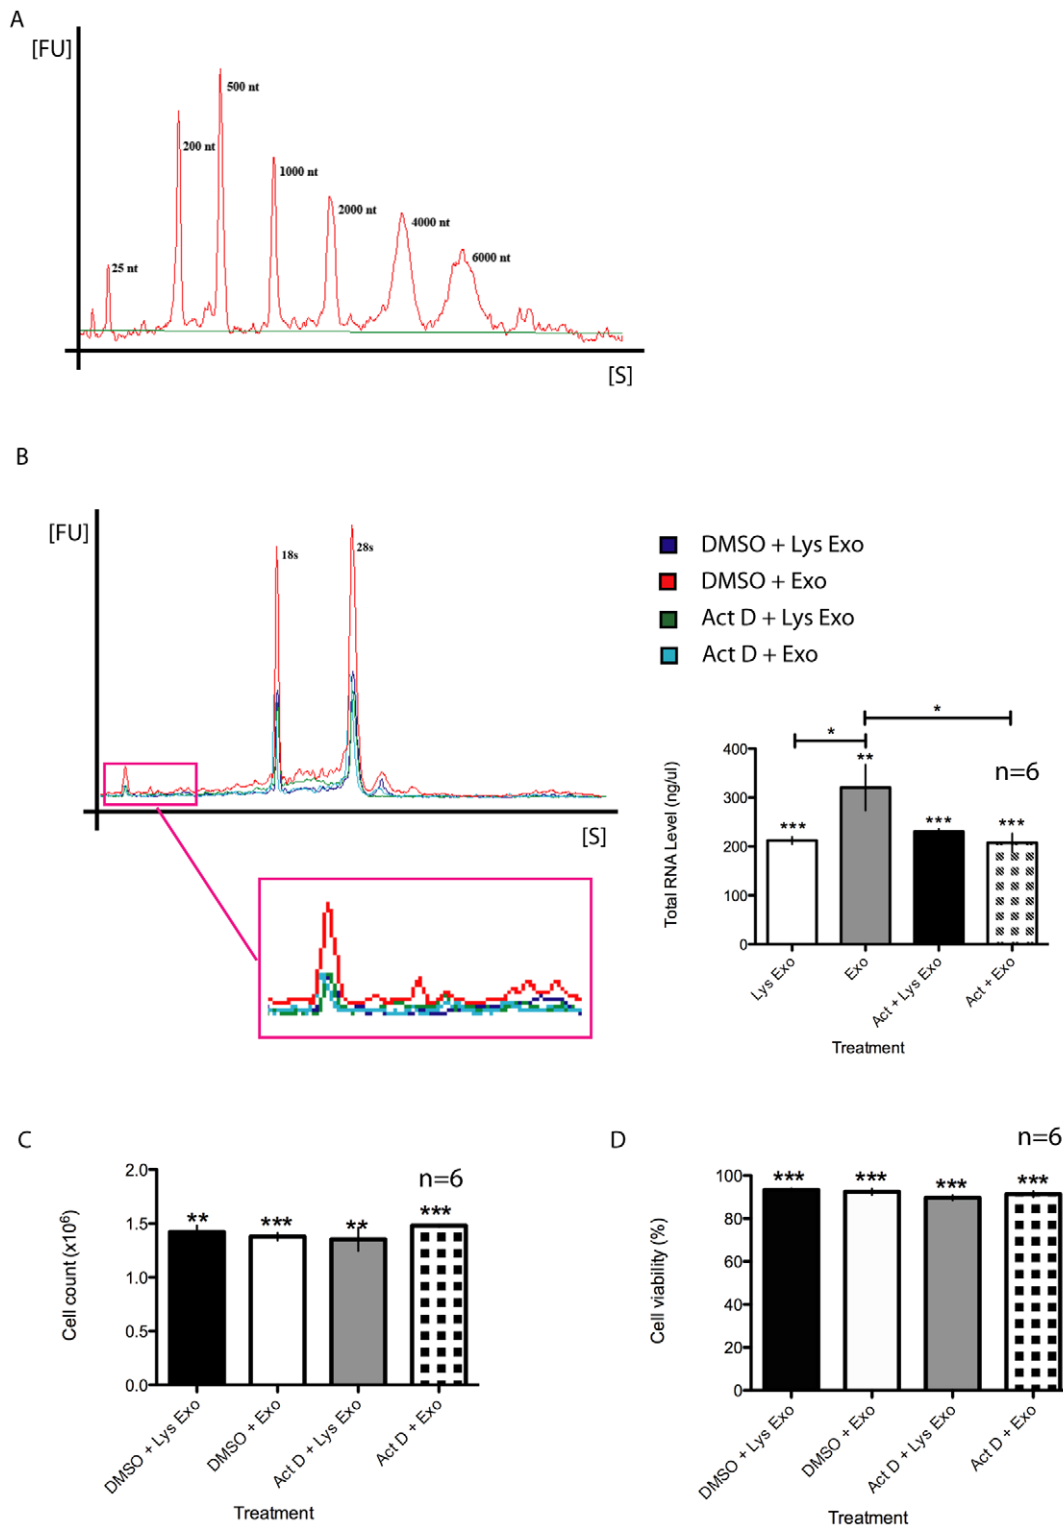 A
[FU]
500 nt
200 nt
1000 nt
2000 nt
4000 nt
6000 nt
25 nt
[S]
B
[FU]
18s
28s
[S]
DMSO + Lys Exo
DMSO + Exo
Act D + Lys Exo
Act D + Exo
*
*
n=6
**
***
***
***
Total RNA Level (ng/ul)
400
300
200
100
0
Lys Exo
Exo
Act + Lys Exo
Act + Exo
Treatment
C
n=6
**
***
**
***
Cell count (x10⁶)
2.0
1.5
1.0
0.5
0.0
DMSO + Lys Exo
DMSO + Exo
Act D + Lys Exo
Act D + Exo
Treatment
D
n=6
***
***
***
***
Cell viability (%)
100
80
60
40
20
0
DMSO + Lys Exo
DMSO + Exo
Act D + Lys Exo
Act D + Exo
Treatment